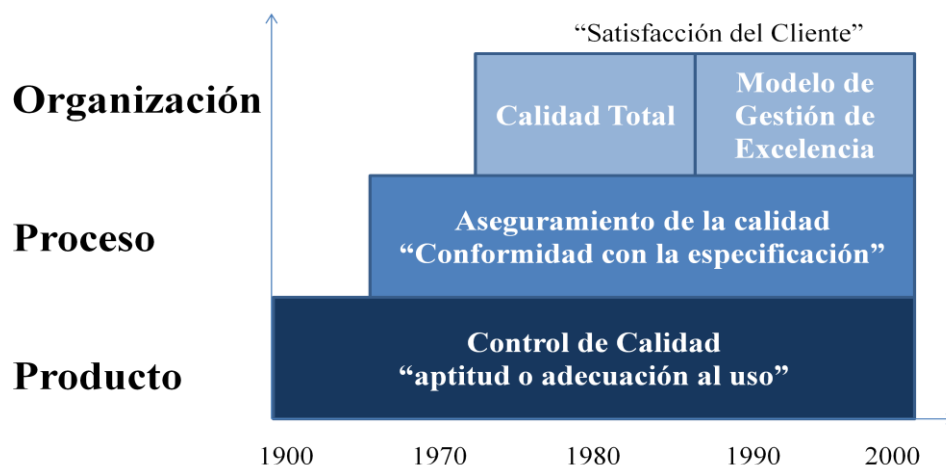 “Satisfacción del Cliente”
Organización
Calidad Total
Modelo de
Gestión de
Excelencia
Proceso
Aseguramiento de la calidad
“Conformidad con la especificación”
Producto
Control de Calidad
“aptitud o adecuación al uso”
1900 1970 1980 1990 2000